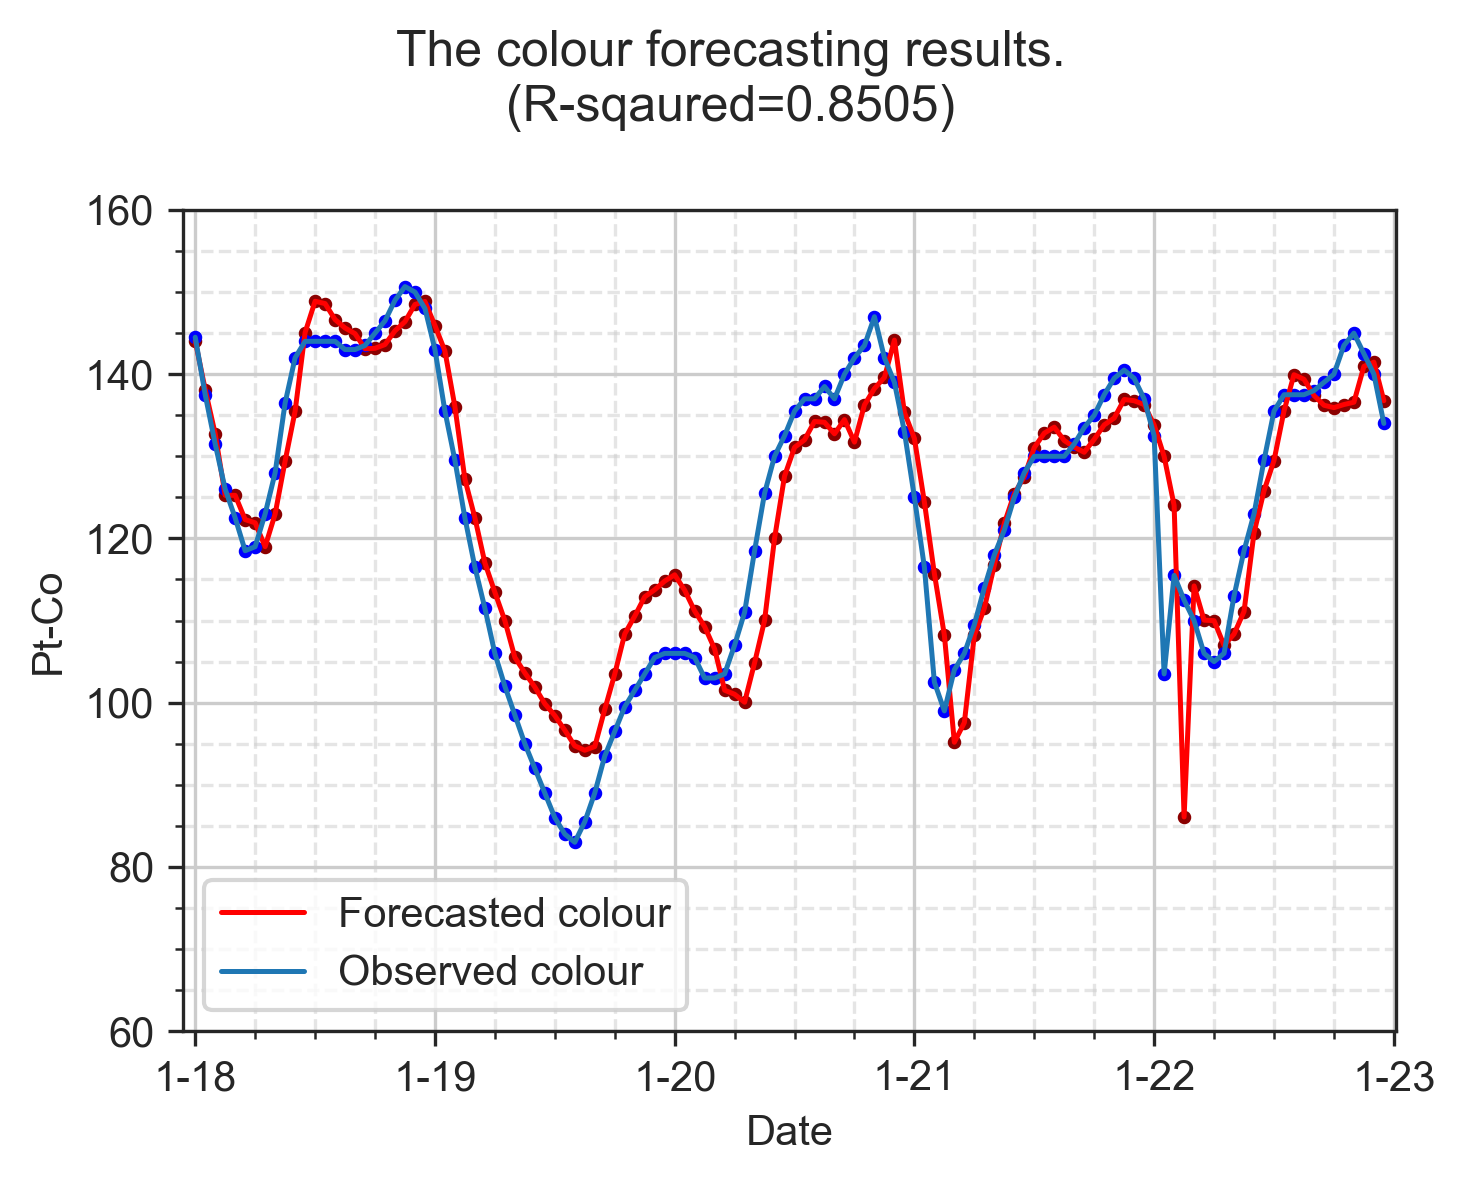 The colour forecasting results.
(R-sqaured=0.8505)
160
140
120
100
80
60
Pt-Co
Forecasted colour
Observed colour
1-18
1-19
1-20
1-21
1-22
1-23
Date